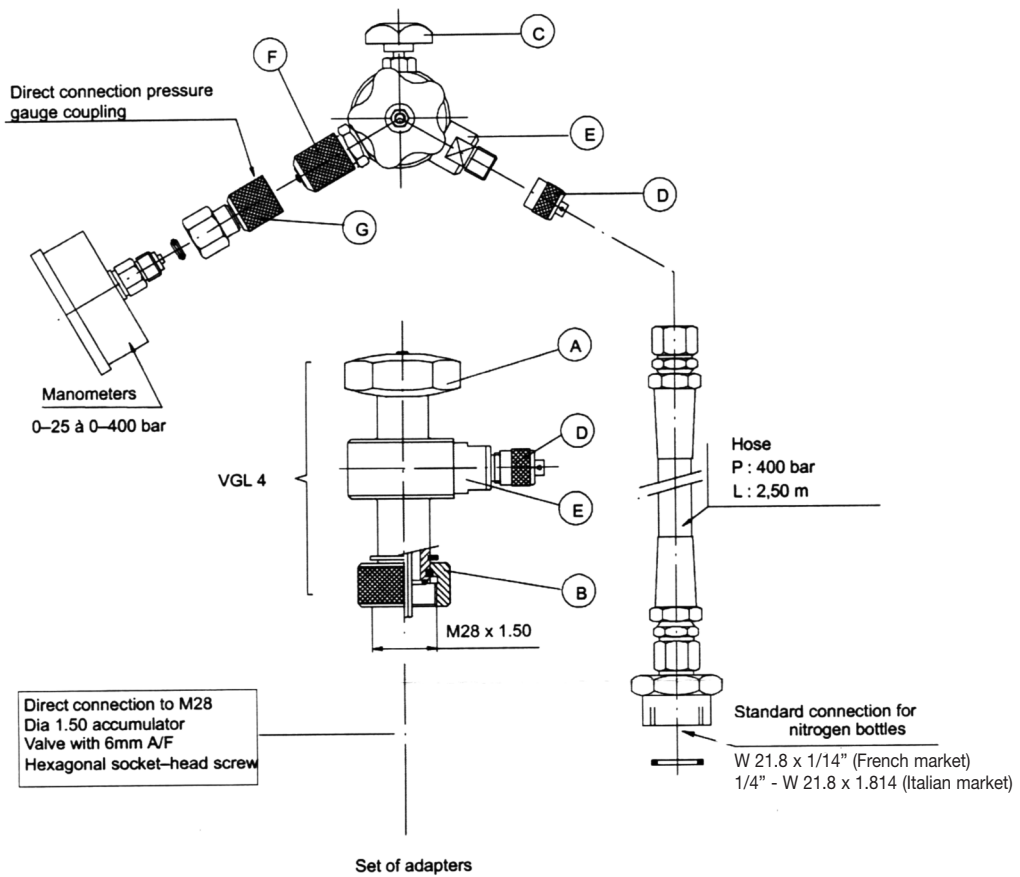 C
F
Direct connection pressure
gauge coupling
E
D
G
A
Manometers
0–25 à 0–400 bar
D
Hose
P : 400 bar
L : 2,50 m
VGL 4
E
B
M28 x 1.50
Direct connection to M28
Dia 1.50 accumulator
Valve with 6mm A/F
Hexagonal socket–head screw
Standard connection for
nitrogen bottles
W 21.8 x 1/14” (French market)
1/4” - W 21.8 x 1.814 (Italian market)
Set of adapters